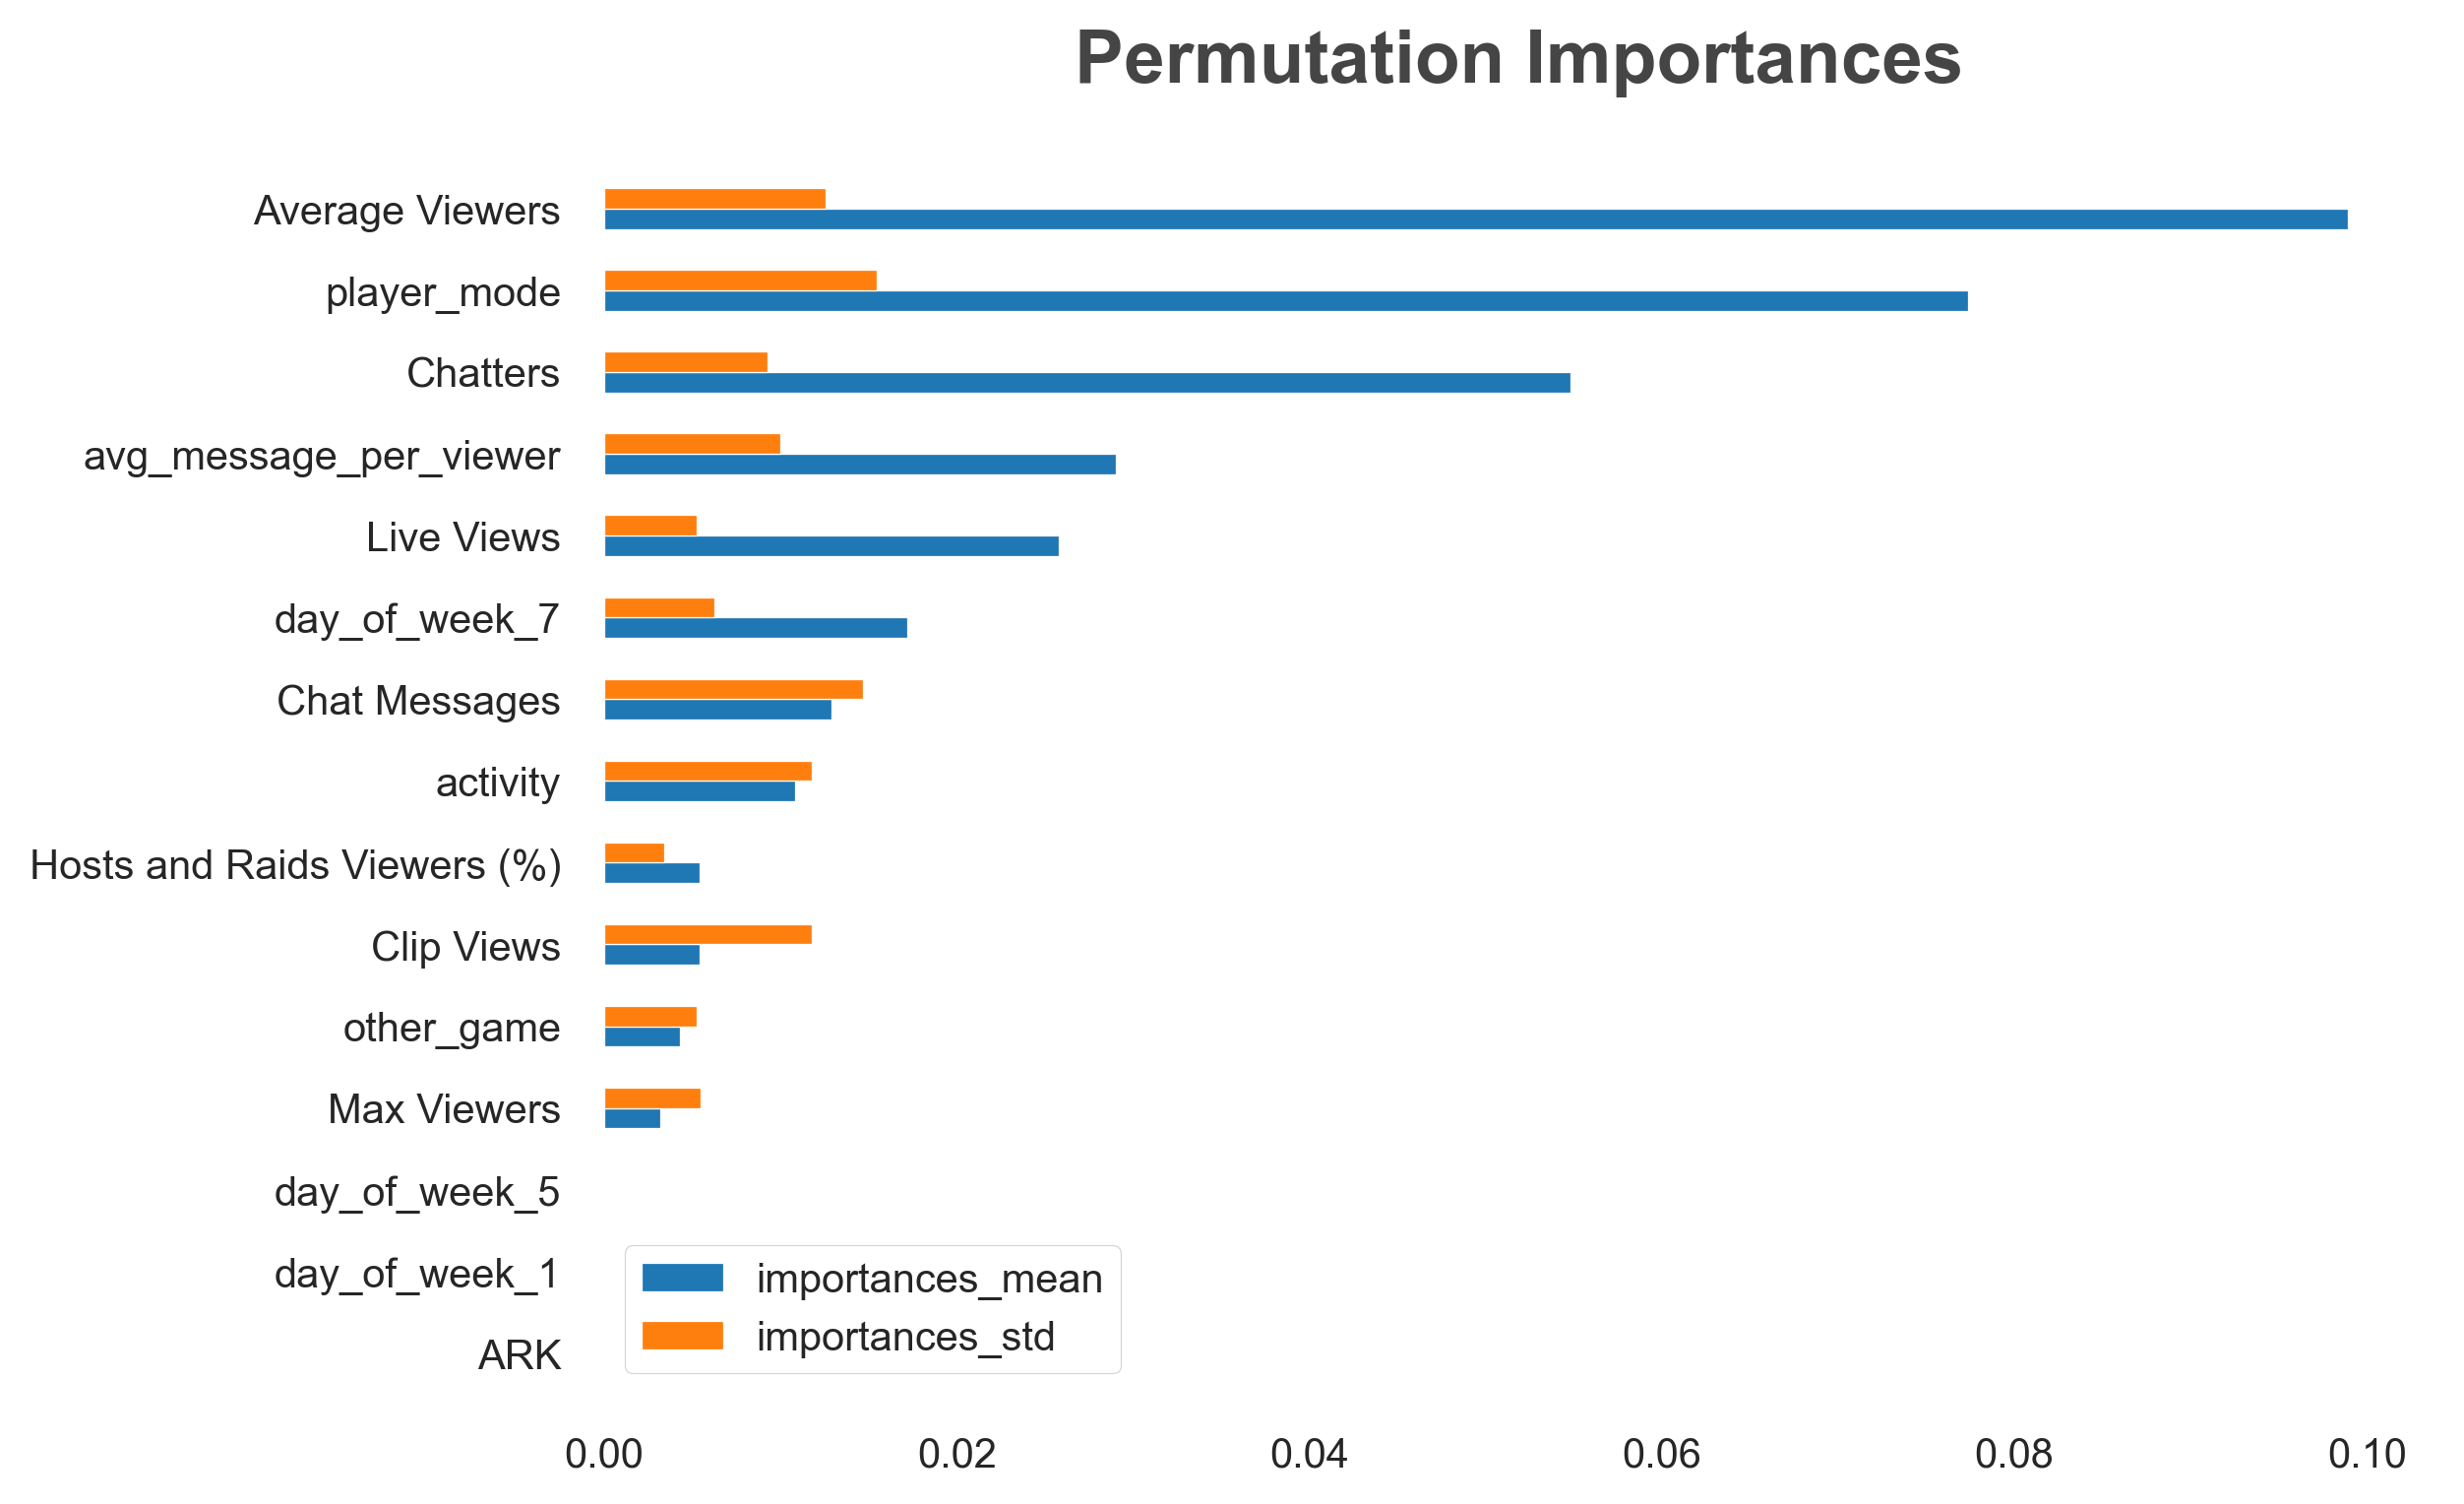 Permutation Importances
Average Viewers
player_mode
Chatters
avg_message_per_viewer
Live Views
day_of_week_7
Chat Messages
activity
Hosts and Raids Viewers (%)
Clip Views
other_game
Max Viewers
day_of_week_5
day_of_week_1
ARK
importances_mean
importances_std
0.00 0.02 0.04 0.06 0.08 0.10